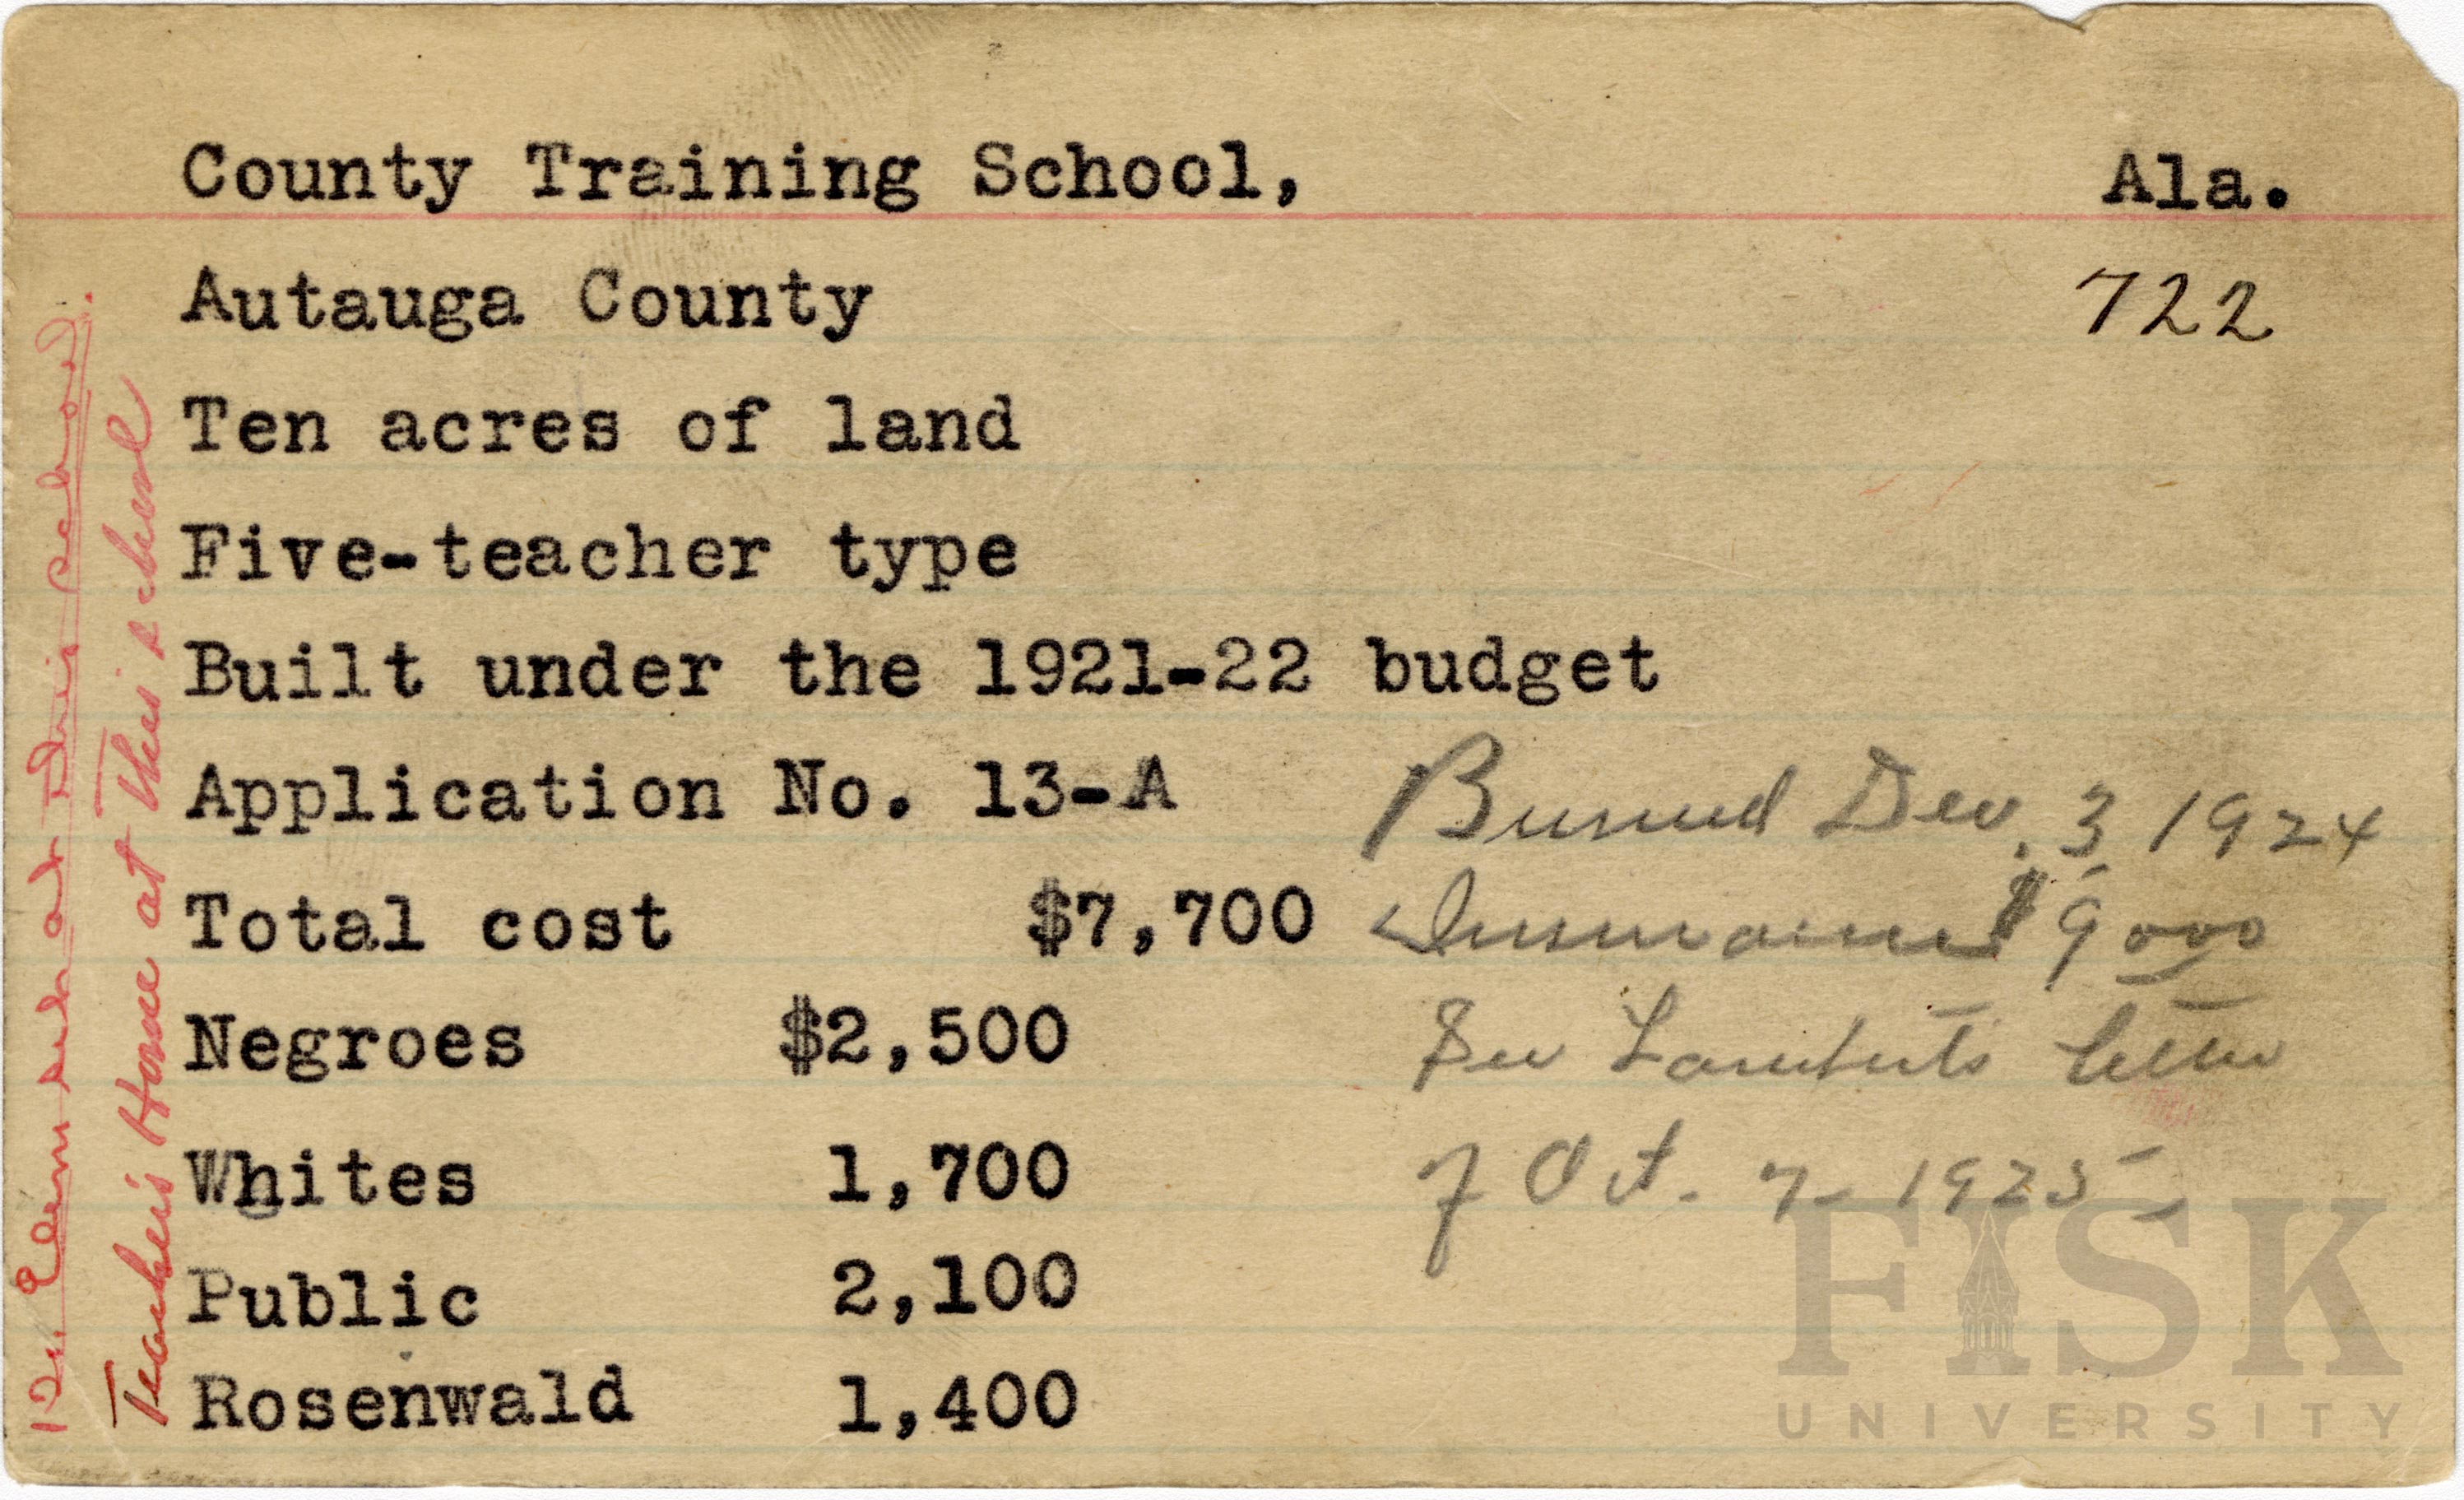 County Training School, Ala.
Autauga County 722
Ten acres of land
Five-teacher type
Built under the 1921-22 budget
Application No. 13-A
Burned Dec. 3 1924
Total cost $7,700
Insurance $9000
Negroes $2,500
See Lambert's letter
Whites 1,700
of Oct. 7- 1925
Public 2,100
Rosenwald 1,400
Teacher's Home at this school
at this school.
FISK
UNIVERSITY